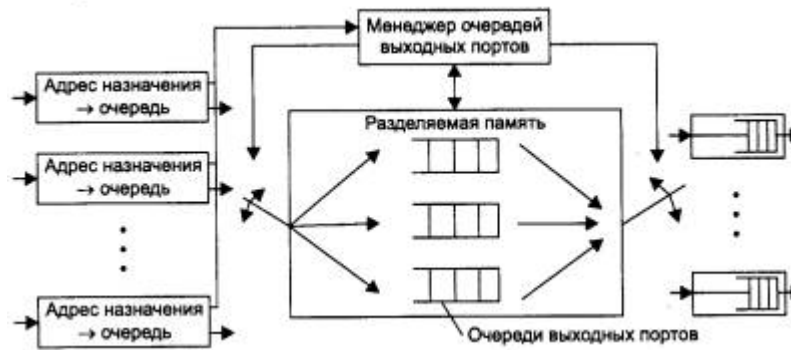 Менеджер очередей
выходных портов
Адрес назначения
→ очередь
Разделяемая память
Адрес назначения
→ очередь
Адрес назначения
→ очередь
Очереди выходных портов